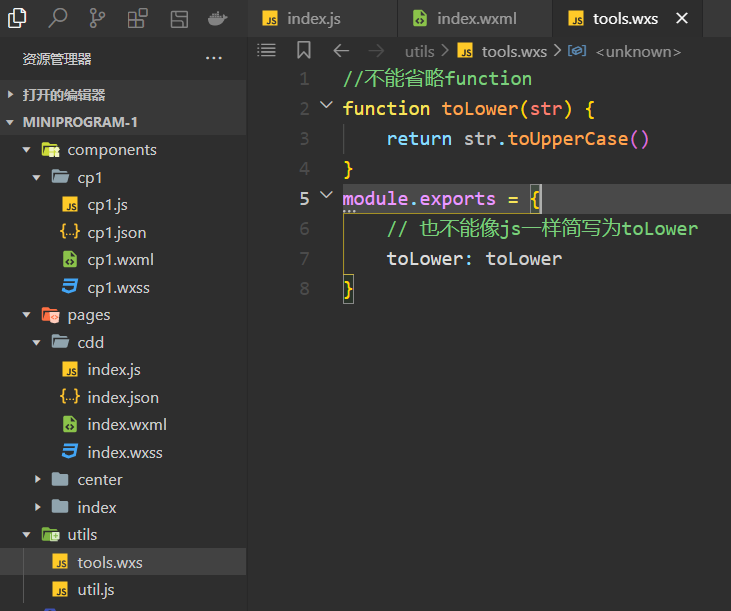 index.js
index.wxml
tools.wxs
资源管理器
utils > tools.wxs > <unknown>
打开的编辑器
MINIPROGRAM-1
components
cp1
cp1.js
cp1.json
cp1.wxml
cp1.wxss
pages
cdd
index.js
index.json
index.wxml
index.wxss
center
index
utils
tools.wxs
util.js
1 //不能省略function
2 function toLower(str) {
3 return str.toUpperCase()
4 }
5 module.exports = {
6 // 也不能像js一样简写为toLower
7 toLower: toLower
8 }